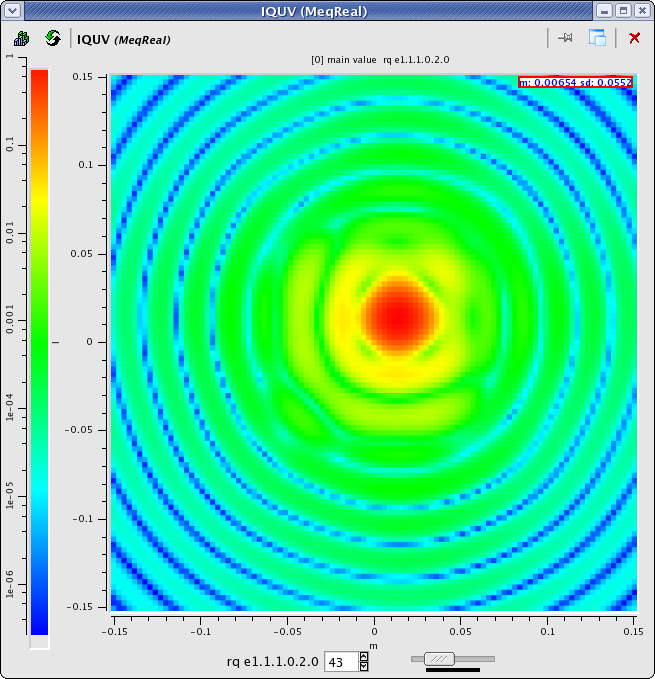 IQUV (MeqReal)
IQUV (MeqReal)
[0] main value rq e1.1.1.0.2.0
m: 0.00654 sd: 0.0552
1
0.1
0.01
0.001
1e-04
1e-05
1e-06
0.15
0.1
0.05
0
-0.05
-0.1
-0.15
-0.15
-0.1
-0.05
0
0.05
0.1
0.15
m
rq e1.1.1.0.2.0 43